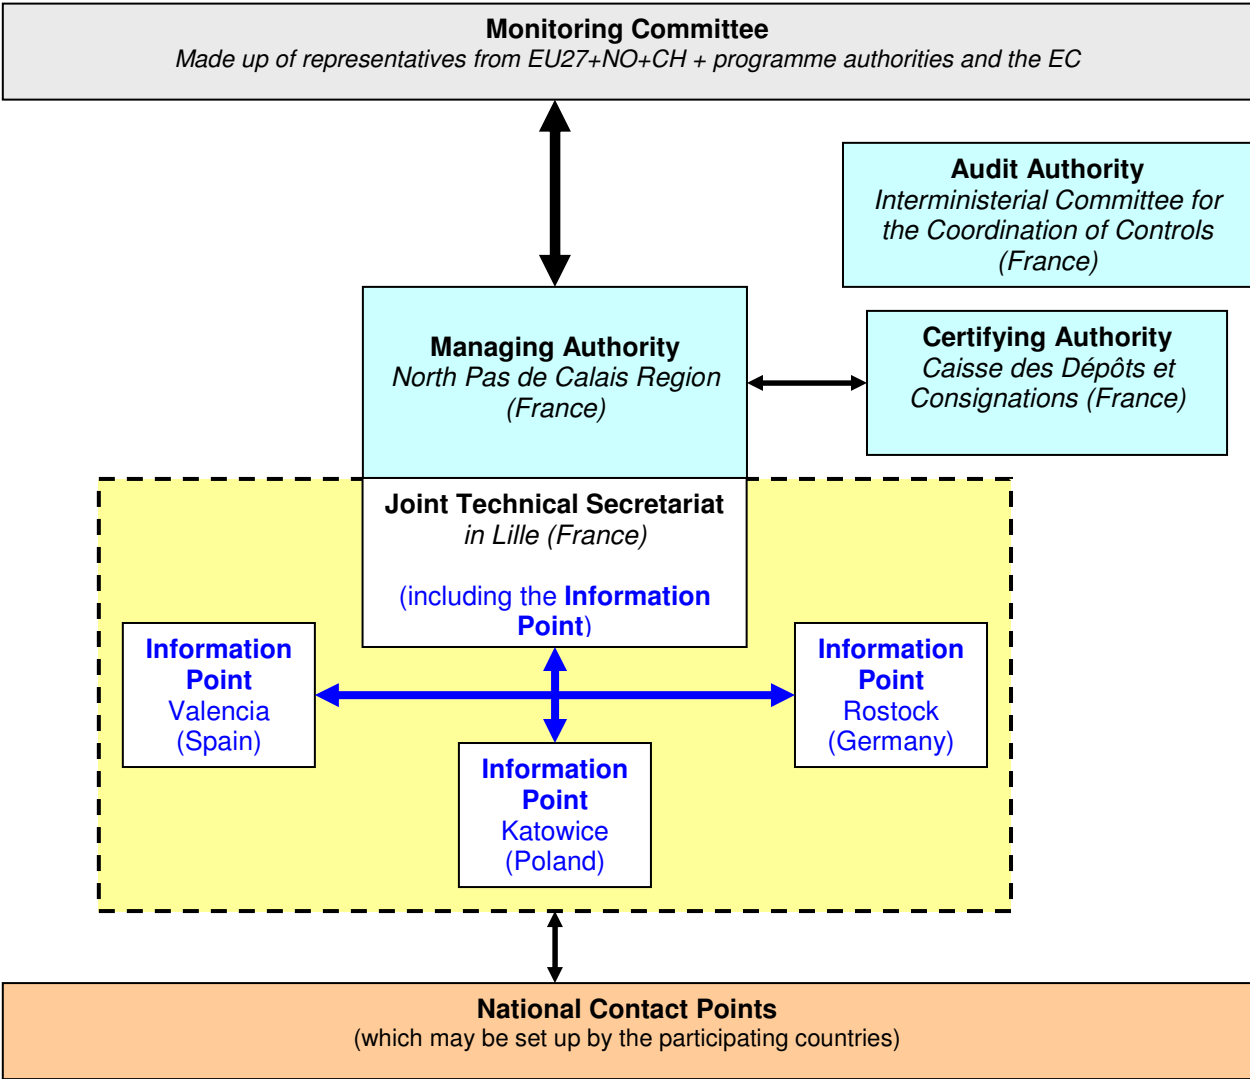 Monitoring Committee
Made up of representatives from EU27+NO+CH + programme authorities and the EC
Audit Authority
Interministerial Committee for
the Coordination of Controls
(France)
Managing Authority
North Pas de Calais Region
(France)
Certifying Authority
Caisse des Dépôts et
Consignations (France)
Joint Technical Secretariat
in Lille (France)
(including the Information
Point)
Information
Point
Valencia
(Spain)
Information
Point
Rostock
(Germany)
Information
Point
Katowice
(Poland)
National Contact Points
(which may be set up by the participating countries)